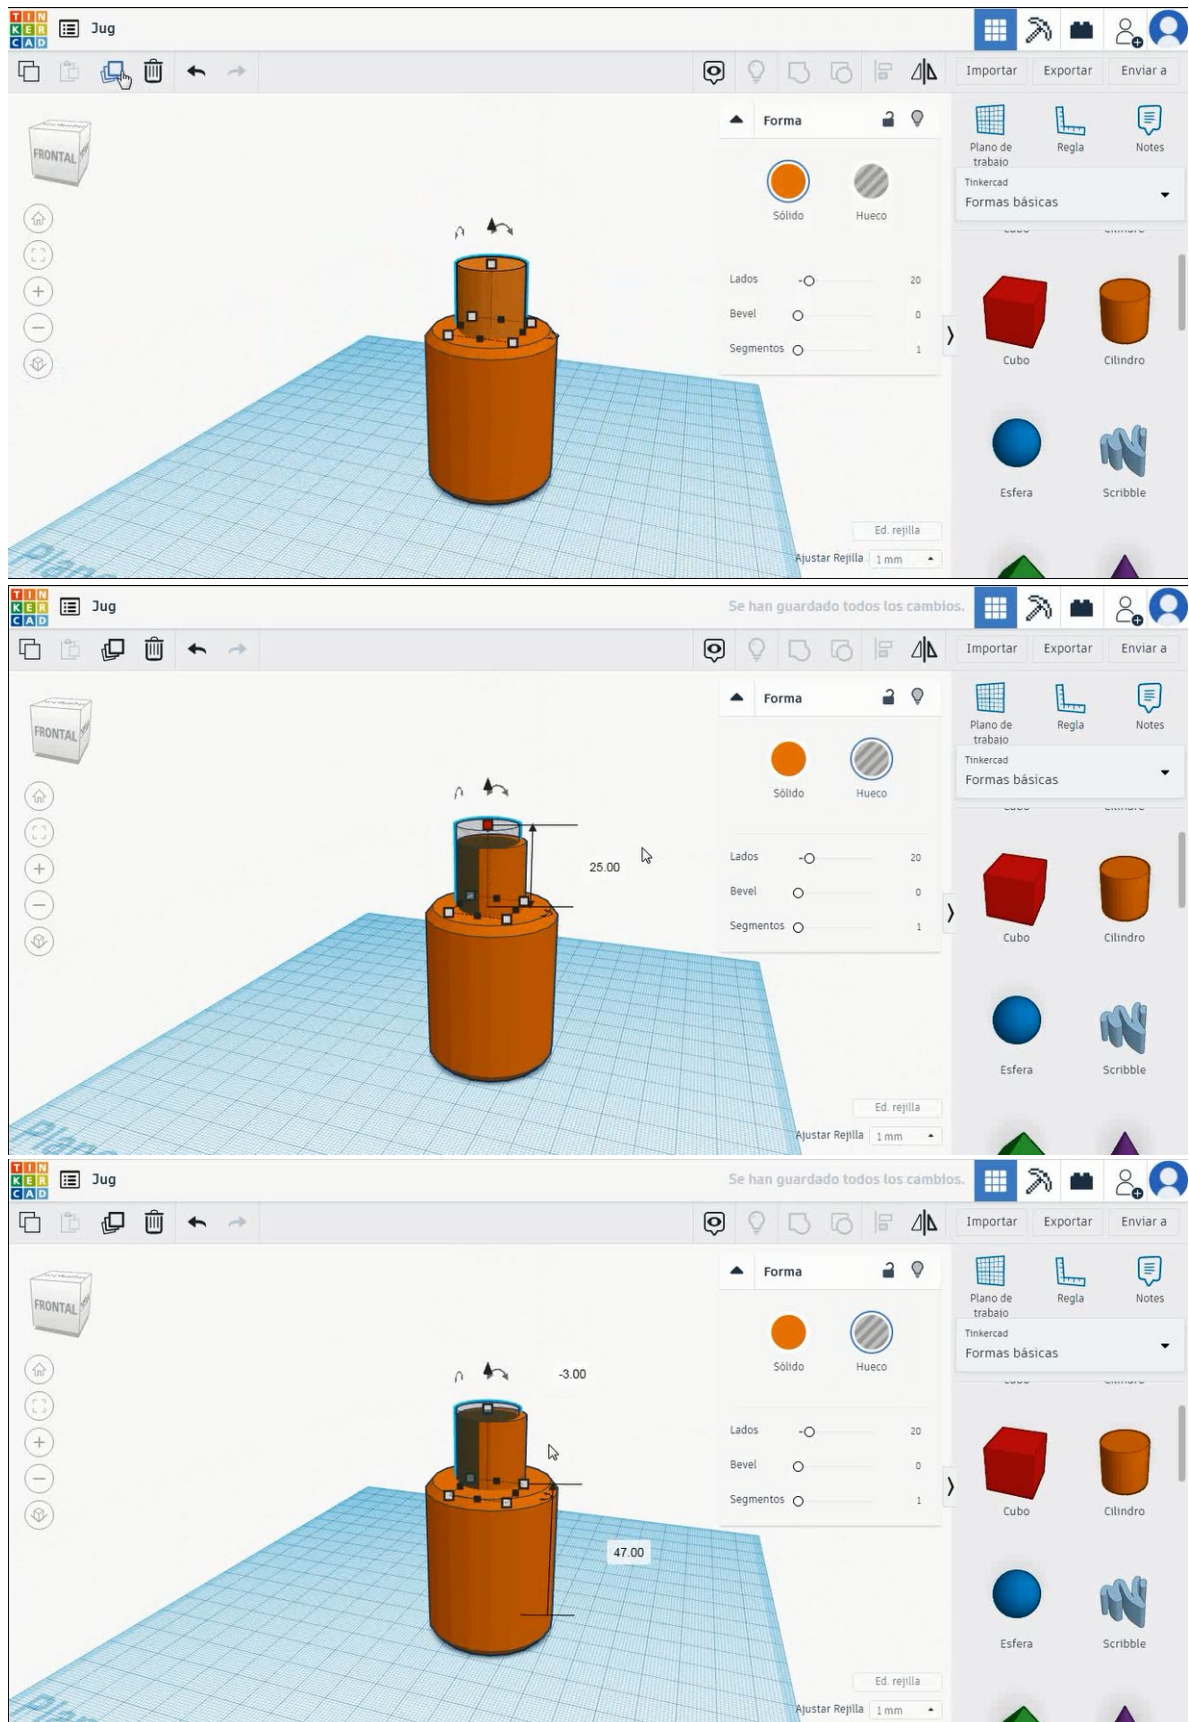 TIN
KER
CAD
Jug
Importar
Exportar
Enviar a
FRONTAL
Forma
Plano de
trabajo
Regla
Notes
Tinkercad
Formas básicas
Sólido
Hueco
Lados
20
Bevel
0
Segmentos
1
Cubo
Cilindro
Esfera
Scribble
Ed. rejilla
Ajustar Rejilla
1 mm
Plano
TIN
KER
CAD
Jug
Se han guardado todos los cambios.
Importar
Exportar
Enviar a
FRONTAL
Forma
Plano de
trabajo
Regla
Notes
Tinkercad
Formas básicas
Sólido
Hueco
25.00
Lados
20
Bevel
0
Segmentos
1
Cubo
Cilindro
Esfera
Scribble
Ed. rejilla
Ajustar Rejilla
1 mm
Plano
TIN
KER
CAD
Jug
Se han guardado todos los cambios.
Importar
Exportar
Enviar a
FRONTAL
Forma
Plano de
trabajo
Regla
Notes
Tinkercad
Formas básicas
Sólido
Hueco
-3.00
Lados
20
Bevel
0
Segmentos
1
47.00
Cubo
Cilindro
Esfera
Scribble
Ed. rejilla
Ajustar Rejilla
1 mm